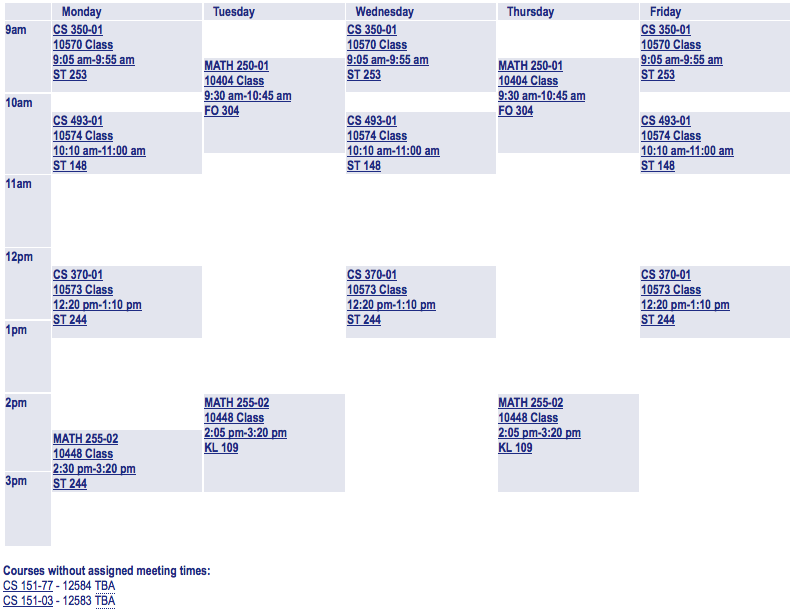 Monday Tuesday Wednesday Thursday Friday
9am
CS 350-01
10570 Class
9:05 am-9:55 am
ST 253
CS 350-01
10570 Class
9:05 am-9:55 am
ST 253
CS 350-01
10570 Class
9:05 am-9:55 am
ST 253
MATH 250-01
10404 Class
9:30 am-10:45 am
FO 304
MATH 250-01
10404 Class
9:30 am-10:45 am
FO 304
10am
CS 493-01
10574 Class
10:10 am-11:00 am
ST 148
CS 493-01
10574 Class
10:10 am-11:00 am
ST 148
CS 493-01
10574 Class
10:10 am-11:00 am
ST 148
11am
12pm
CS 370-01
10573 Class
12:20 pm-1:10 pm
ST 244
CS 370-01
10573 Class
12:20 pm-1:10 pm
ST 244
CS 370-01
10573 Class
12:20 pm-1:10 pm
ST 244
1pm
2pm
MATH 255-02
10448 Class
2:05 pm-3:20 pm
KL 109
MATH 255-02
10448 Class
2:05 pm-3:20 pm
KL 109
MATH 255-02
10448 Class
2:30 pm-3:20 pm
ST 244
3pm
Courses without assigned meeting times:
CS 151-77 - 12584 TBA
CS 151-03 - 12583 TBA